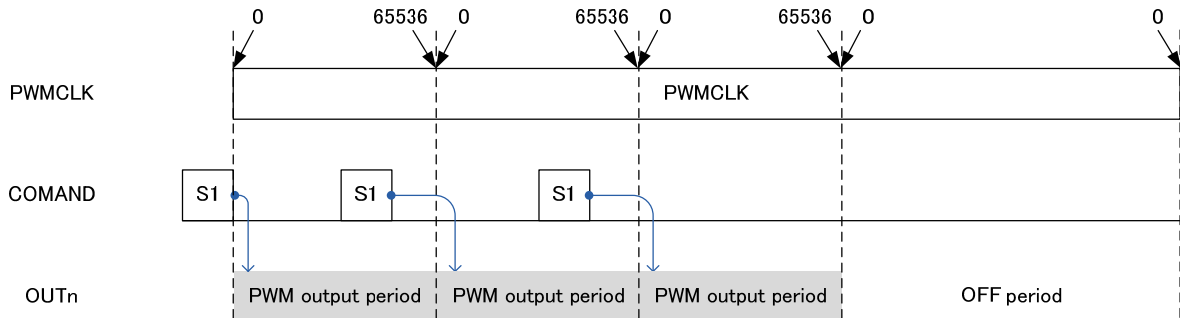 0 65536 0 65536 0 65536 0 0
PWMCLK PWMCLK
COMAND S1 S1 S1
OUTn PWM output period PWM output period PWM output period OFF period